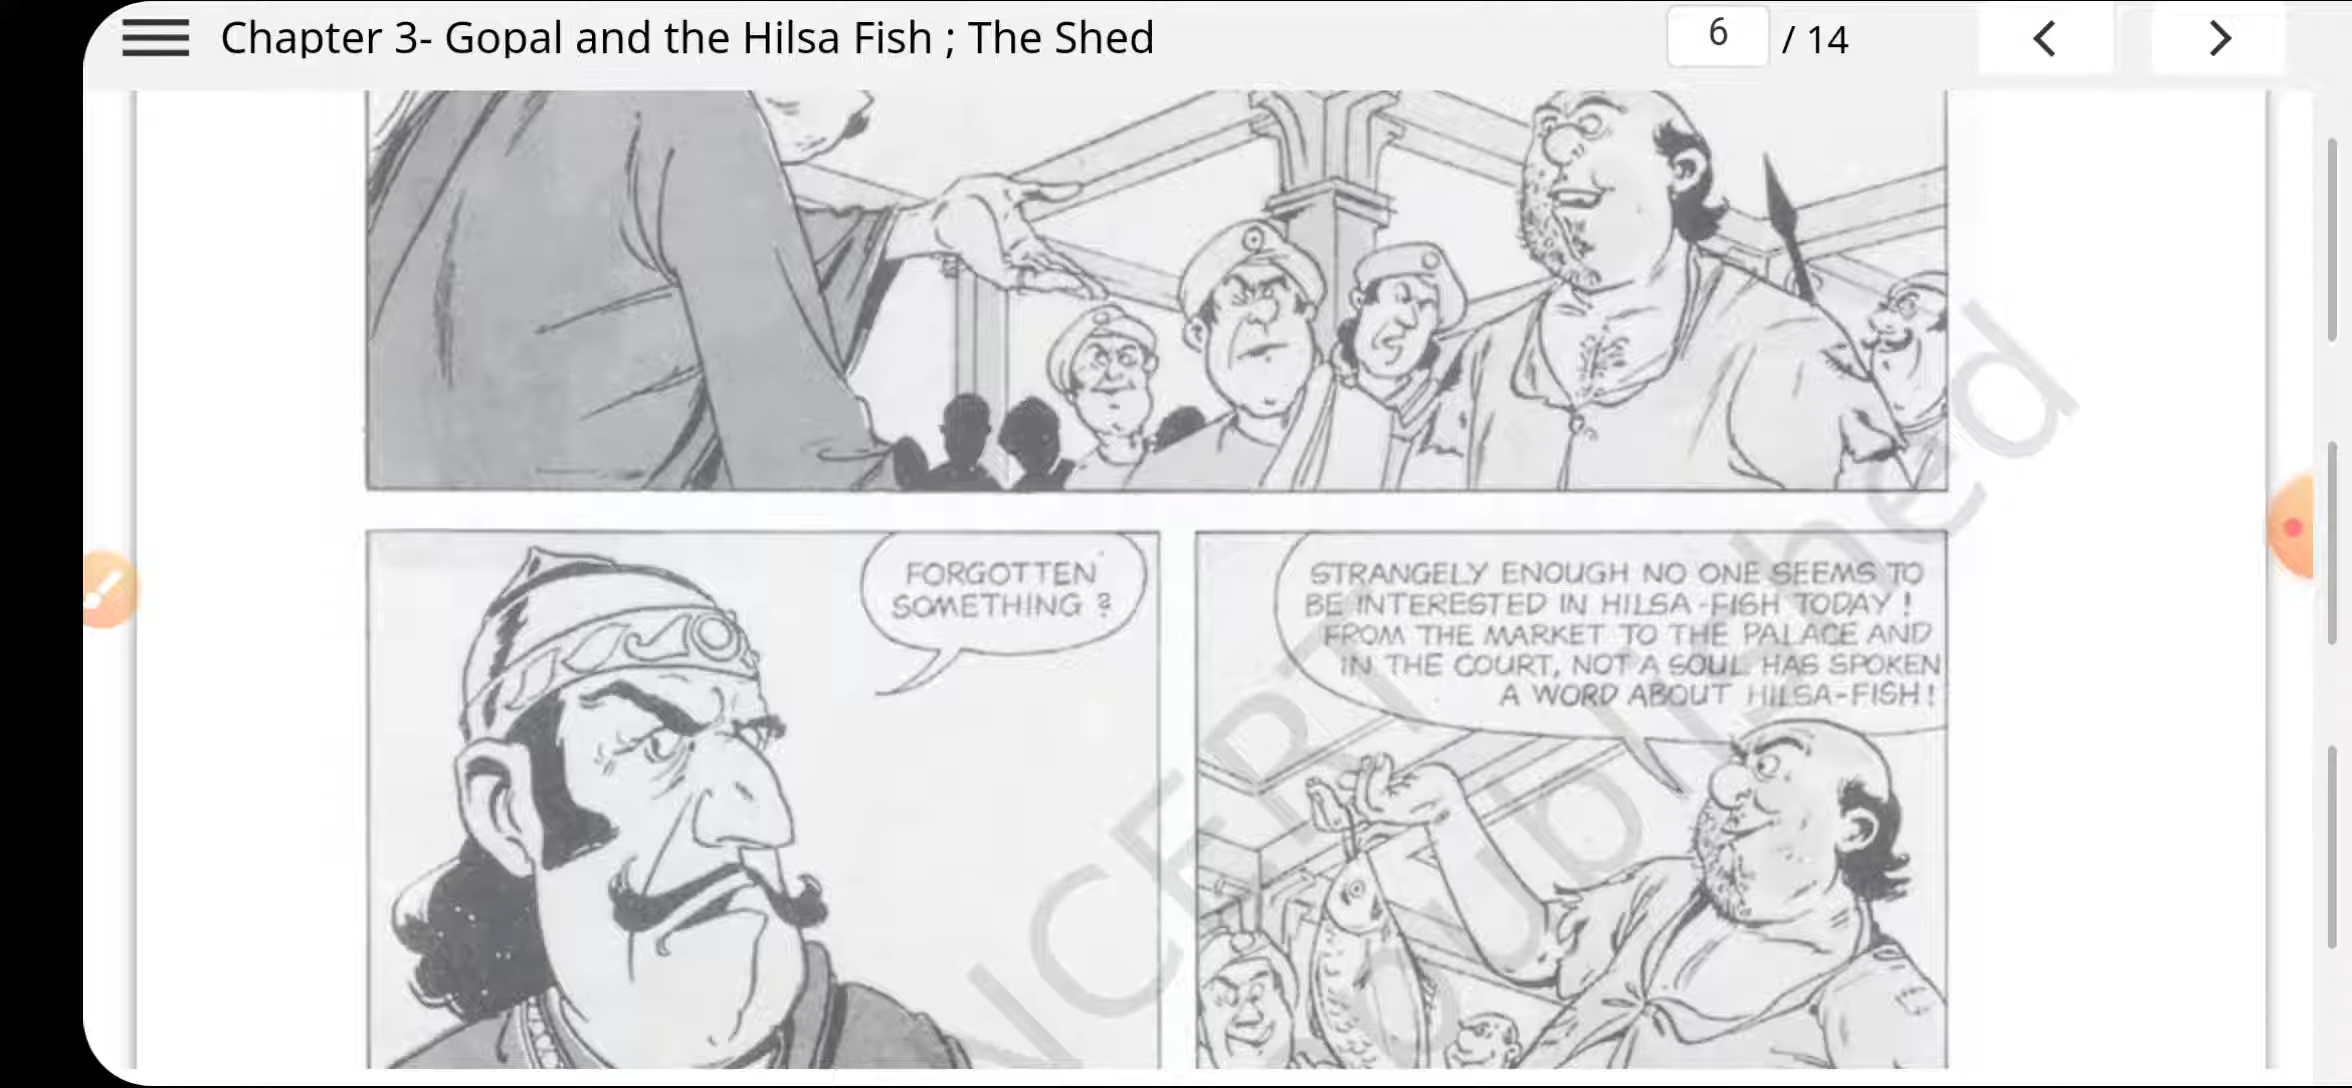 Chapter 3- Gopal and the Hilsa Fish ; The Shed
6 / 14
FORGOTTEN
SOMETHING ?
STRANGELY ENOUGH NO ONE SEEMS TO
BE INTERESTED IN HILSA-FISH TODAY !
FROM THE MARKET TO THE PALACE AND
IN THE COURT, NOT A SOUL HAS SPOKEN
A WORD ABOUT HILSA-FISH!
NCERT